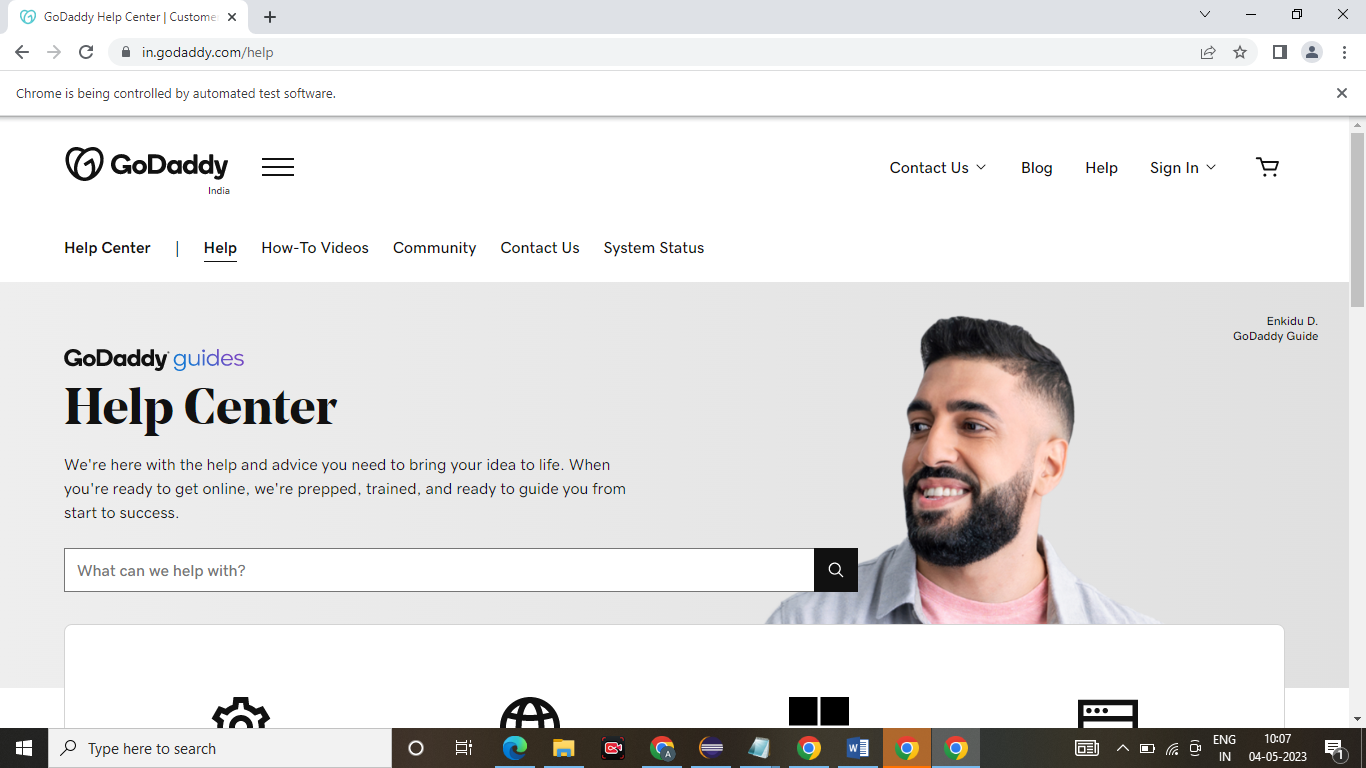 GoDaddy Help Center | Custome
in.godaddy.com/help
Chrome is being controlled by automated test software.
GoDaddy
India
Contact Us
Blog
Help
Sign In
Help Center | Help How-To Videos Community Contact Us System Status
Enkidu D.
GoDaddy Guide
GoDaddy guides
Help Center
We're here with the help and advice you need to bring your idea to life. When
you're ready to get online, we're prepped, trained, and ready to guide you from
start to success.
What can we help with?
Type here to search
ENG
IN
10:07
04-05-2023
1